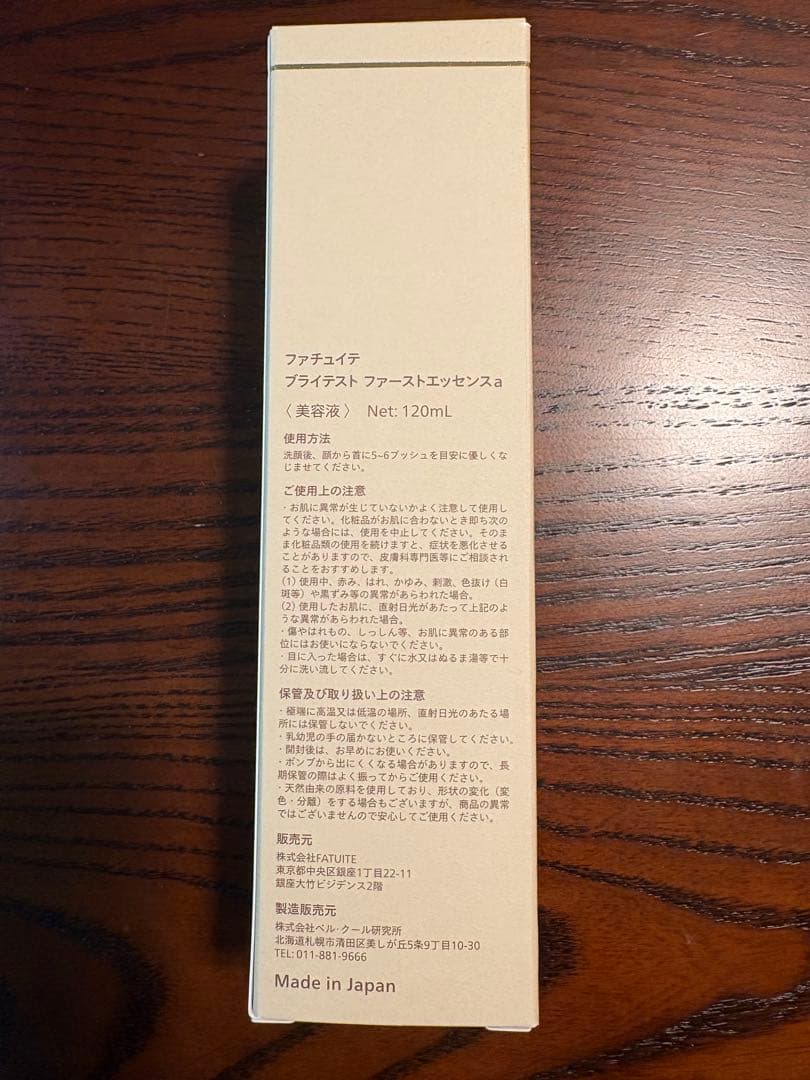 ファチュイテ
ブライテスト ファーストエッセンスa
〈 美容液 〉 Net: 120mL
使用方法
洗顔後、顔から首に5~6プッシュを目安に優しくな
じませてください。
ご使用上の注意
・お肌に異常が生じていないかよく注意して使用し
てください。化粧品がお肌に合わないとき即ち次の
ような場合には、使用を中止してください。そのまま
ま化粧品類の使用を続けますと、症状を悪化させる
ことがありますので、皮膚科専門医等にご相談され
ることをおすすめします。
(1) 使用中、赤み、はれ、かゆみ、刺激、色抜け（白
斑等）や黒ずみ等の異常があらわれた場合。
(2) 使用したお肌に、直射日光があたって上記のよ
うな異常があらわれた場合。
・傷やはれもの、しっしん等、お肌に異常のある部
位にはお使いにならないでください。
・目に入った場合は、すぐに水又はぬるま湯等で十
分に洗い流してください。
保管及び取り扱い上の注意
・極端に高温又は低温の場所、直射日光のあたる場
所には保管しないでください。
・乳幼児の手の届かないところに保管してください。
・開封後は、お早めにお使いください。
・ポンプから出にくくなる場合がありますので、長
期保管の際はよく振ってからご使用ください。
・天然由来の原料を使用しており、形状の変化（変
色・分離）をする場合もございますが、商品の異常
ではございませんので安心してご使用ください。
販売元
株式会社FATUITE
東京都中央区銀座1丁目22-11
銀座大竹ビジデンス2階
製造販売元
株式会社ベル・クール研究所
北海道札幌市清田区美しが丘5条9丁目10-30
TEL: 011-881-9666
Made in Japan